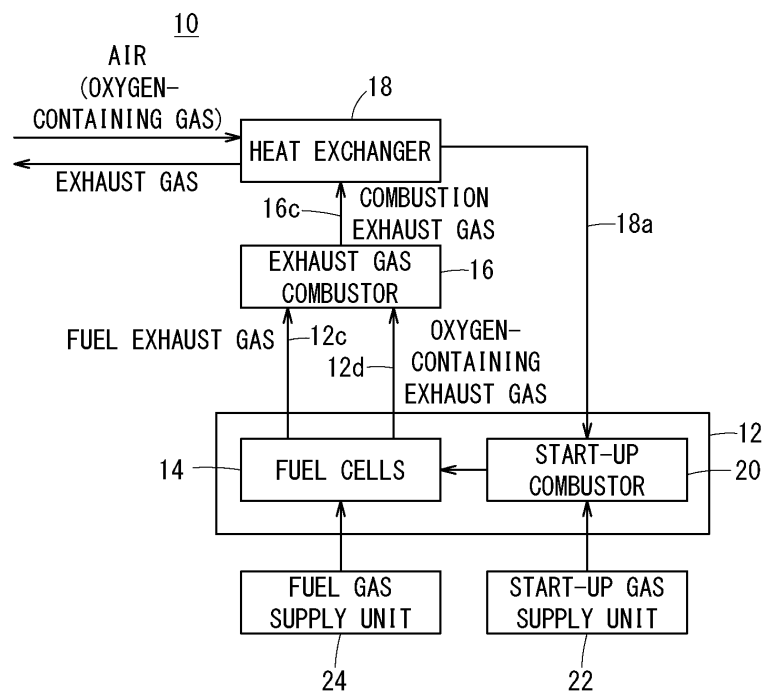 10
AIR
(OXYGEN-
CONTAINING GAS)
18
HEAT EXCHANGER
EXHAUST GAS
16c
COMBUSTION
EXHAUST GAS
18a
EXHAUST GAS
COMBUSTOR
16
FUEL EXHAUST GAS
12c
12d
OXYGEN-
CONTAINING
EXHAUST GAS
12
14
FUEL CELLS
START-UP
COMBUSTOR
20
FUEL GAS
SUPPLY UNIT
START-UP GAS
SUPPLY UNIT
24
22